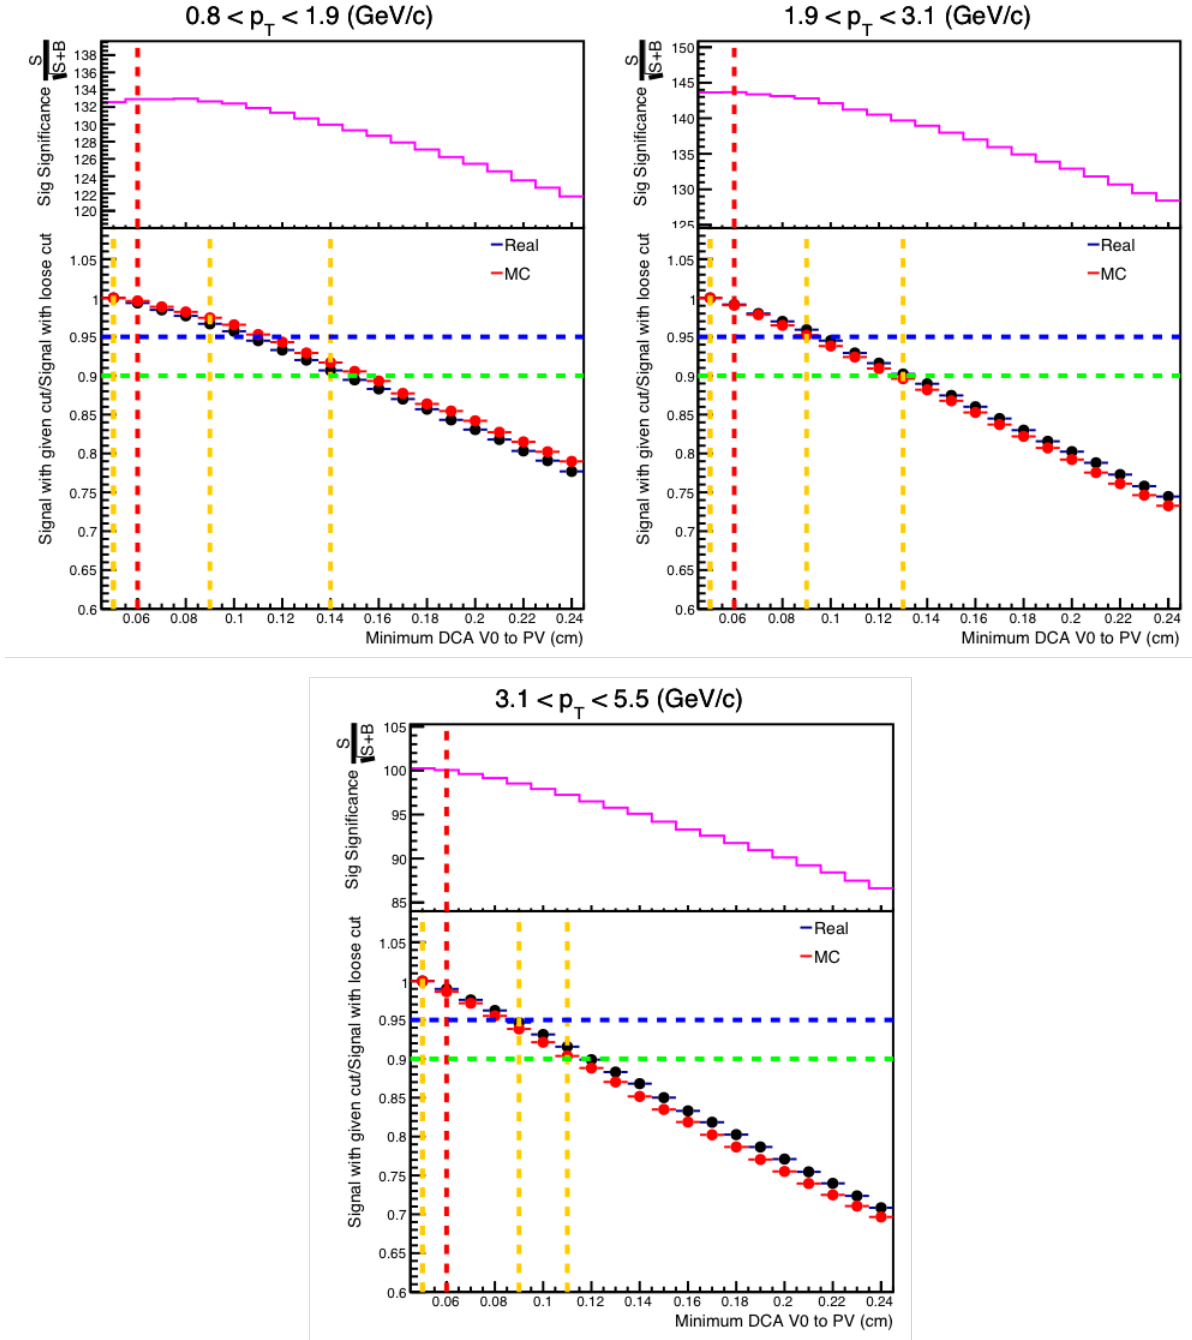 0.8 < pT < 1.9 (GeV/c)
Sig Significance S/√S+B
138
136
134
132
130
128
126
124
122
120
Real
MC
Signal with given cut/Signal with loose cut
1.05
1
0.95
0.9
0.85
0.8
0.75
0.7
0.65
0.6
0.06 0.08 0.1 0.12 0.14 0.16 0.18 0.2 0.22 0.24
Minimum DCA V0 to PV (cm)
1.9 < pT < 3.1 (GeV/c)
Sig Significance S/√S+B
150
145
140
135
130
125
Real
MC
Signal with given cut/Signal with loose cut
1.05
1
0.95
0.9
0.85
0.8
0.75
0.7
0.65
0.6
0.06 0.08 0.1 0.12 0.14 0.16 0.18 0.2 0.22 0.24
Minimum DCA V0 to PV (cm)
3.1 < pT < 5.5 (GeV/c)
Sig Significance S/√S+B
105
100
95
90
85
Real
MC
Signal with given cut/Signal with loose cut
1.05
1
0.95
0.9
0.85
0.8
0.75
0.7
0.65
0.6
0.06 0.08 0.1 0.12 0.14 0.16 0.18 0.2 0.22 0.24
Minimum DCA V0 to PV (cm)